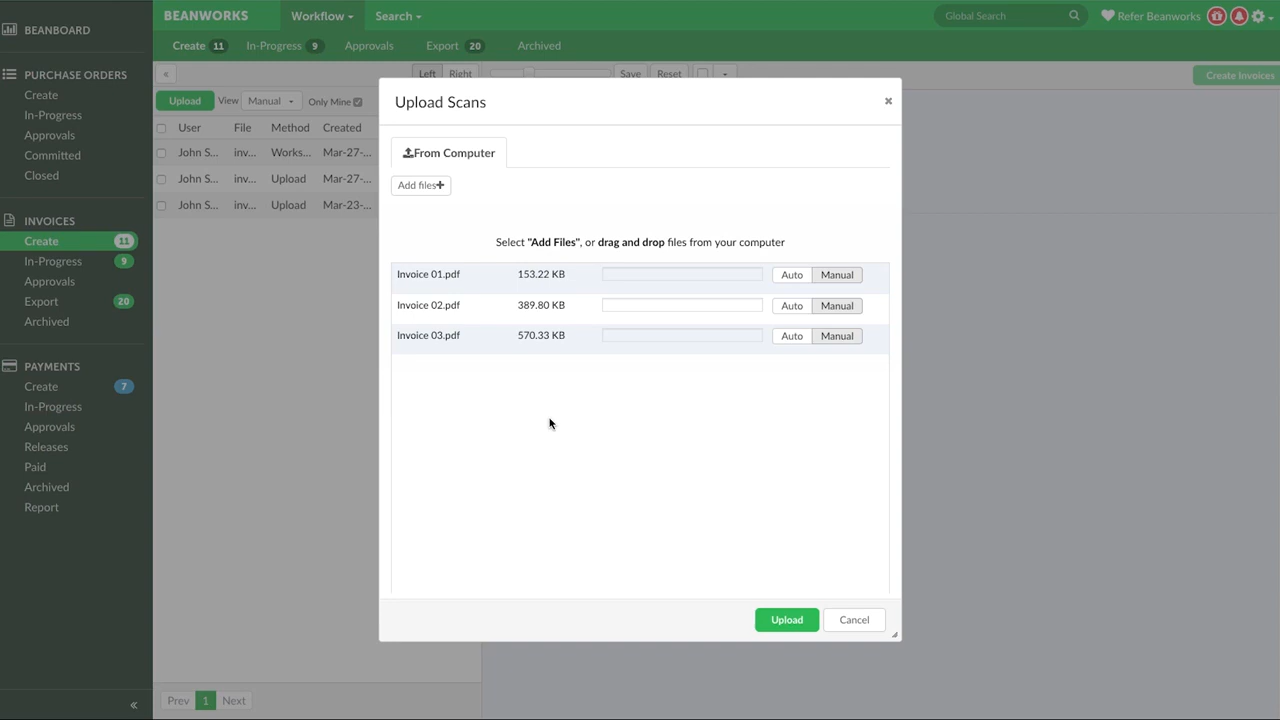 BEANBOARD
PURCHASE ORDERS
Create
In-Progress
Approvals
Committed
Closed
INVOICES
Create 11
In-Progress 9
Approvals
Export 20
Archived
PAYMENTS
Create 7
In-Progress
Approvals
Releases
Paid
Archived
Report
«
BEANWORKS Workflow Search Global Search Refer Beanworks
Create 11 In-Progress 9 Approvals Export 20 Archived
« Left Right Save Reset Create Invoices
Upload View Manual Only Mine
User File Method Created
John S... inv... Works... Mar-27-...
John S... inv... Upload Mar-27-...
John S... inv... Upload Mar-23-...
Prev 1 Next
Upload Scans ×
From Computer
Add files+
Select "Add Files", or drag and drop files from your computer
Invoice 01.pdf 153.22 KB Auto Manual
Invoice 02.pdf 389.80 KB Auto Manual
Invoice 03.pdf 570.33 KB Auto Manual
Upload Cancel